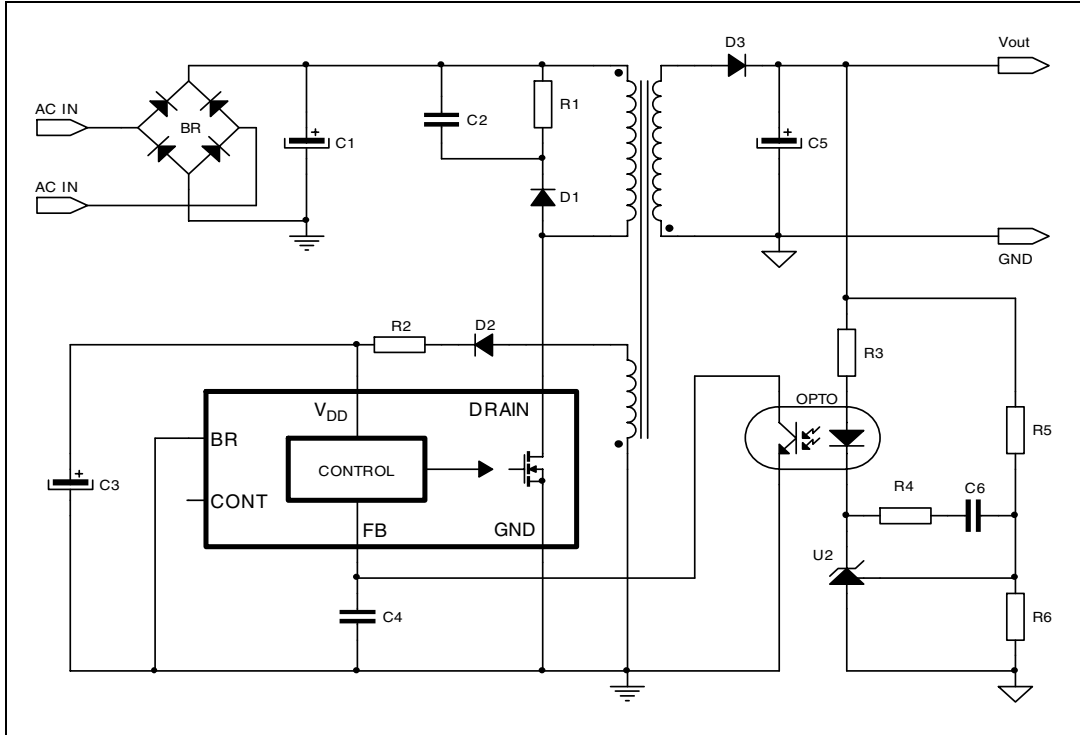 D3
Vout
AC IN
BR
C1
+
C2
R1
D1
C5
+
AC IN
GND
R2
D2
R3
OPTO
R5
VDD
DRAIN
BR
CONTROL
C3
+
CONT
FB
GND
R4
C6
U2
C4
R6